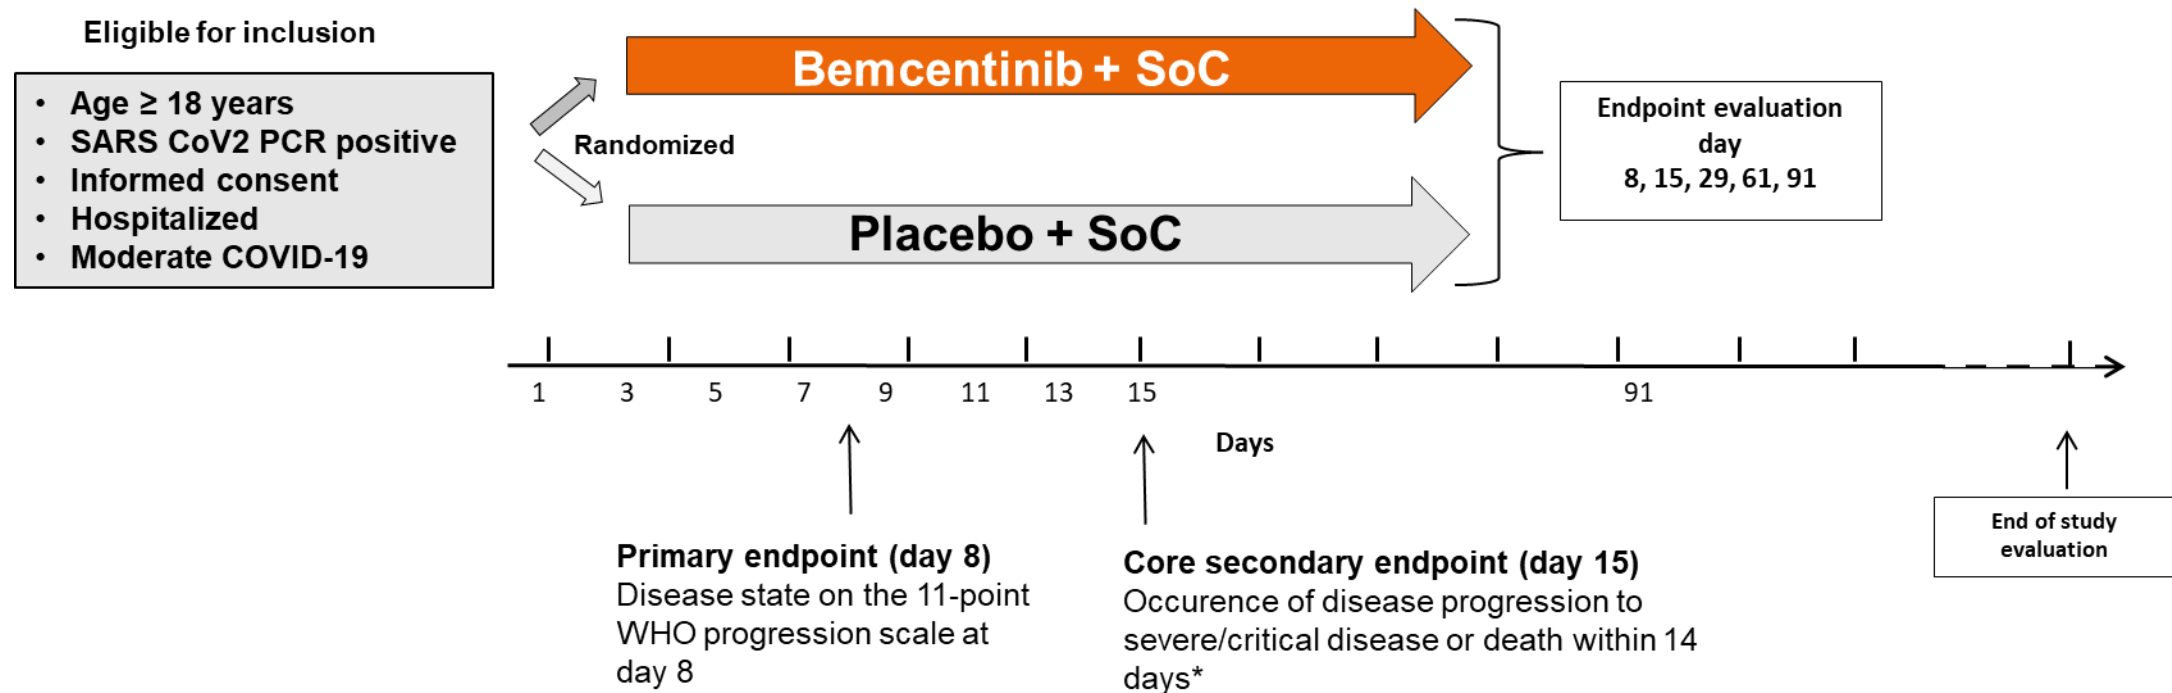 Eligible for inclusion
• Age ≥ 18 years
• SARS CoV2 PCR positive
• Informed consent
• Hospitalized
• Moderate COVID-19
Randomized
Bemcentinib + SoC
Placebo + SoC
Endpoint evaluation
day
8, 15, 29, 61, 91
1 3 5 7 9 11 13 15 91
Days
Primary endpoint (day 8)
Disease state on the 11-point
WHO progression scale at
day 8
Core secondary endpoint (day 15)
Occurence of disease progression to
severe/critical disease or death within 14
days*
End of study
evaluation